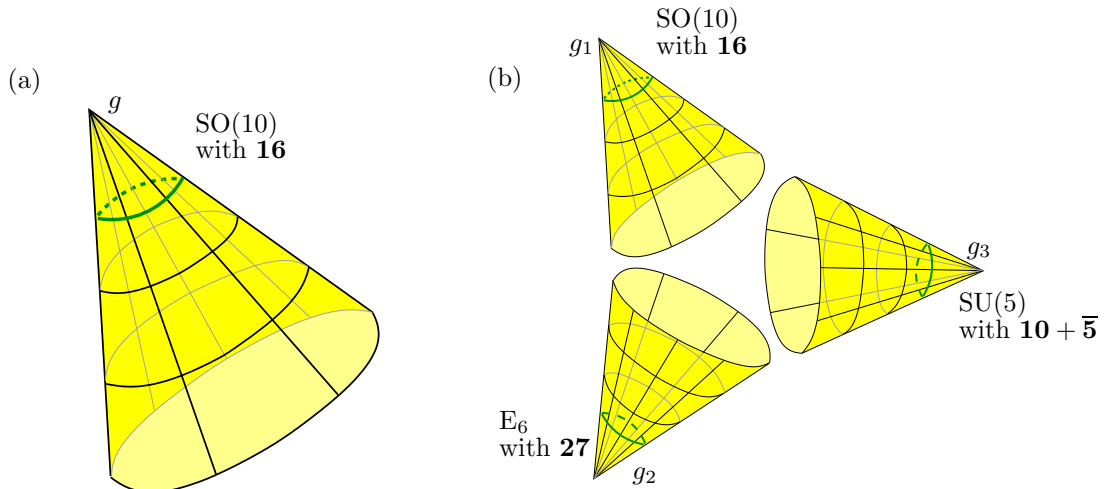 (a)
g
SO(10)
with 16
(b)
g₁
SO(10)
with 16
g₃
SU(5)
with 10 + 5̅
E₆
with 27
g₂